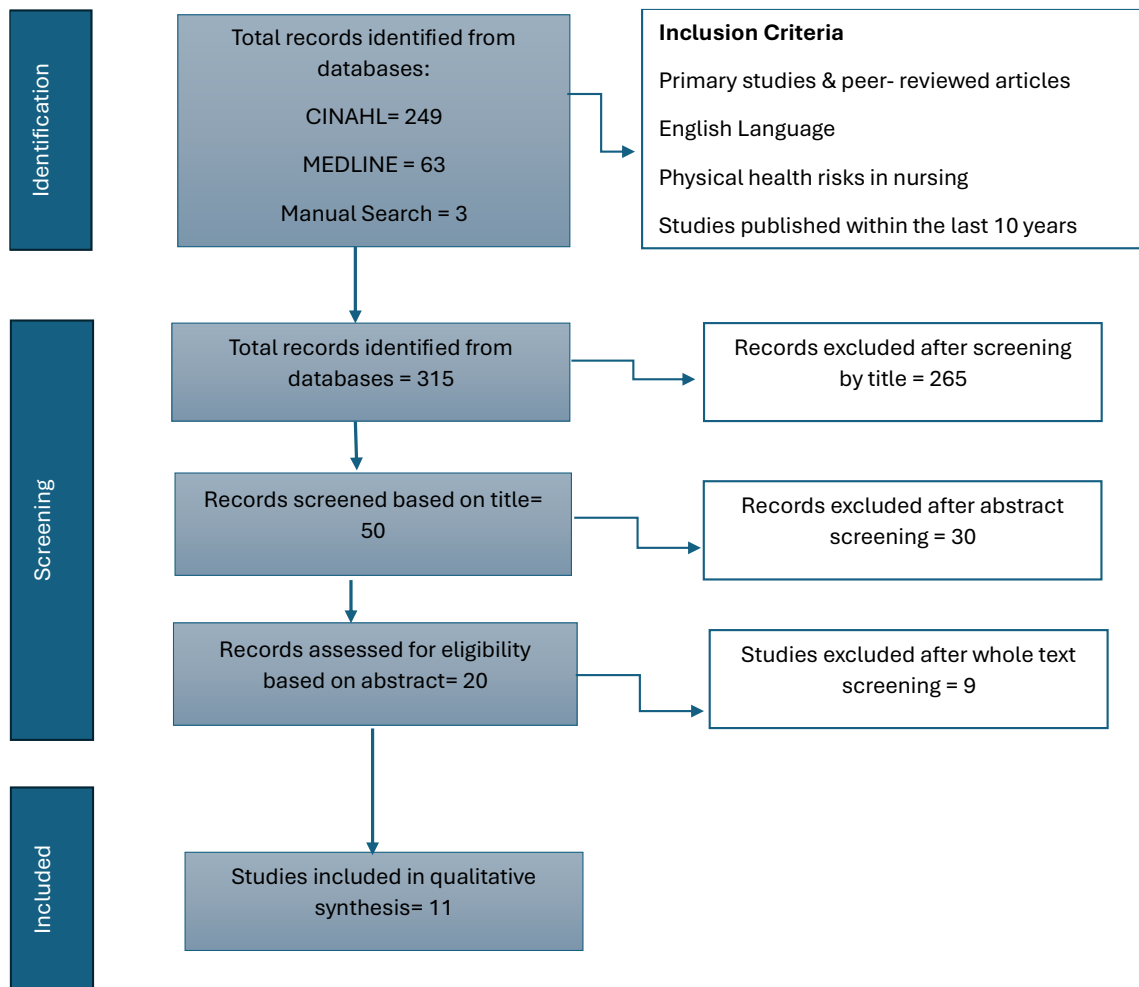 Identification
Total records identified from
databases:
CINAHL= 249
MEDLINE = 63
Manual Search = 3
Inclusion Criteria
Primary studies & peer- reviewed articles
English Language
Physical health risks in nursing
Studies published within the last 10 years
Screening
Total records identified from
databases = 315
Records excluded after screening
by title = 265
Records screened based on title=
50
Records excluded after abstract
screening = 30
Records assessed for eligibility
based on abstract= 20
Studies excluded after whole text
screening = 9
Included
Studies included in qualitative
synthesis= 11